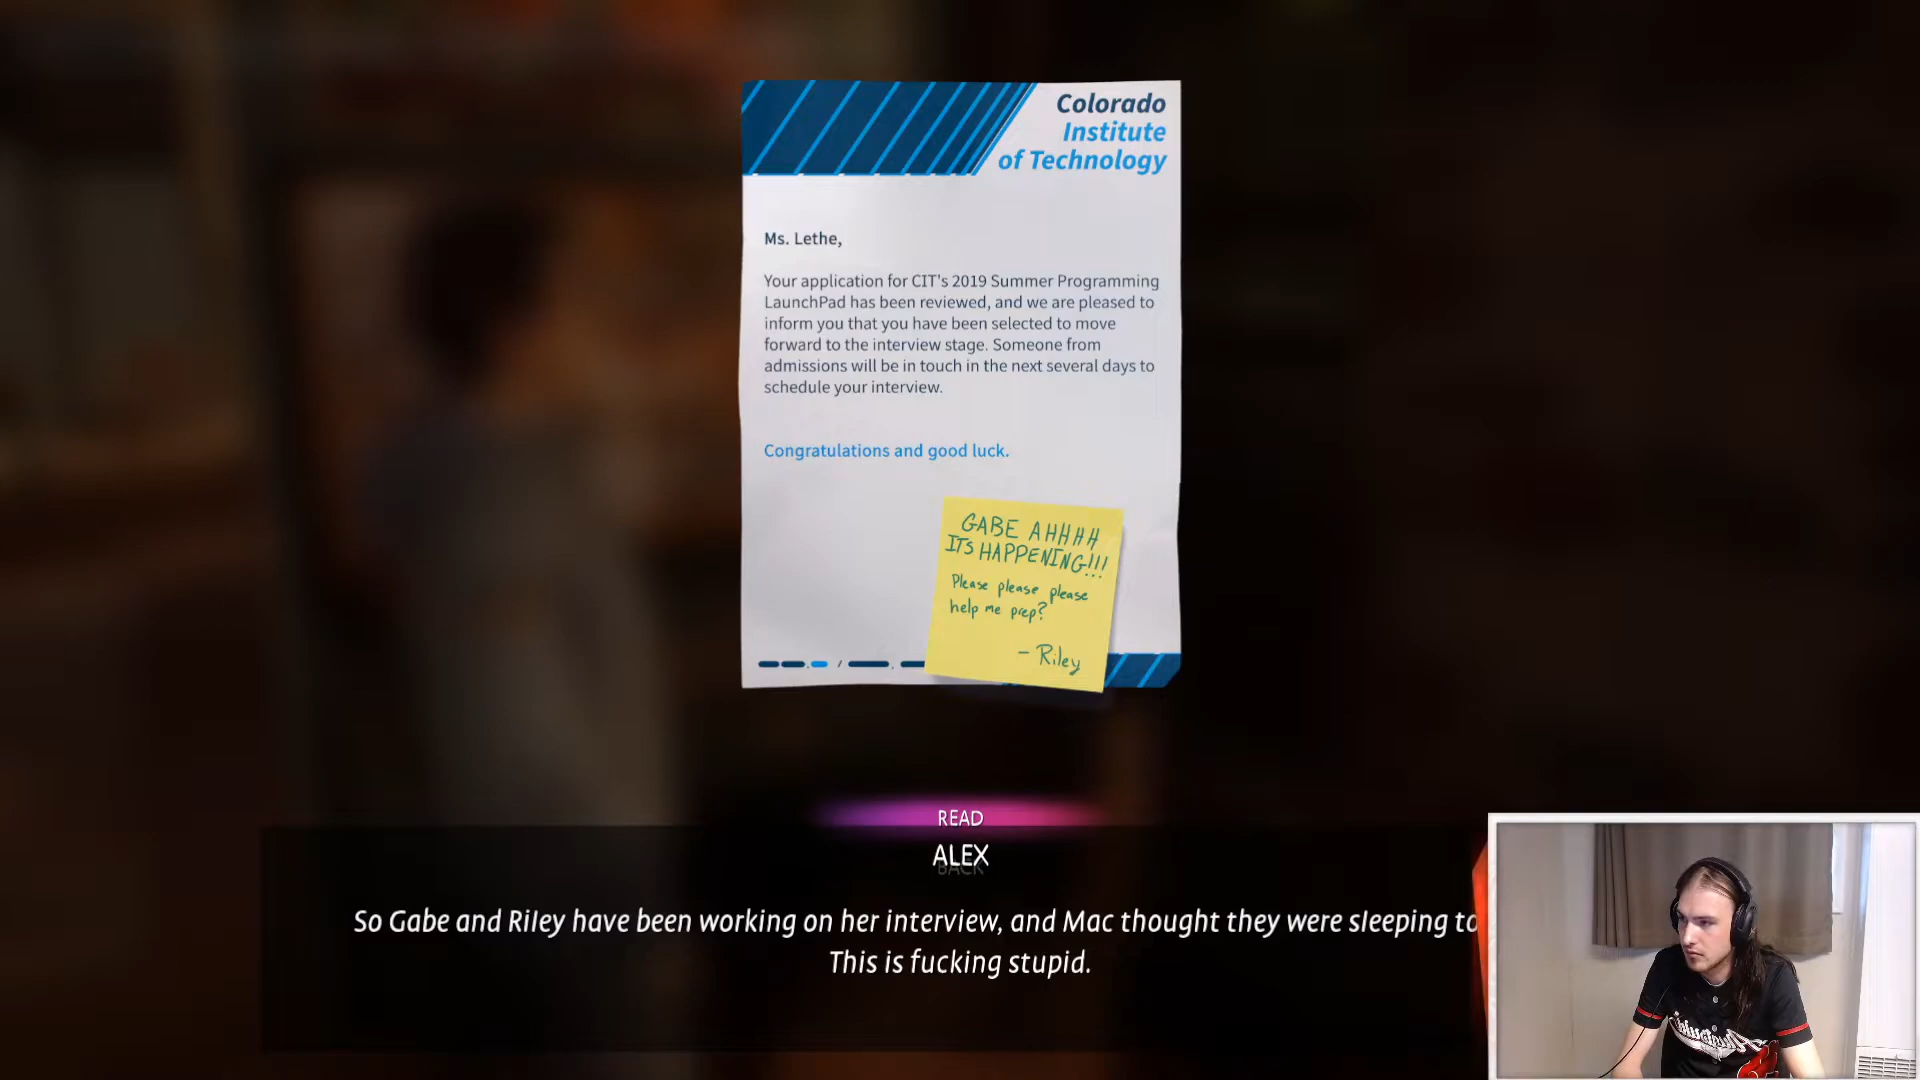 Colorado
Institute
of Technology
Ms. Lethe,
Your application for CIT's 2019 Summer Programming
LaunchPad has been reviewed, and we are pleased to
inform you that you have been selected to move
forward to the interview stage. Someone from
admissions will be in touch in the next several days to
schedule your interview.
Congratulations and good luck.
GABE AHHHH
ITS HAPPENING!!!
Please please please
help me prep?
- Riley
READ
ALEX
BACK
So Gabe and Riley have been working on her interview, and Mac thought they were sleeping
This is fucking stupid.